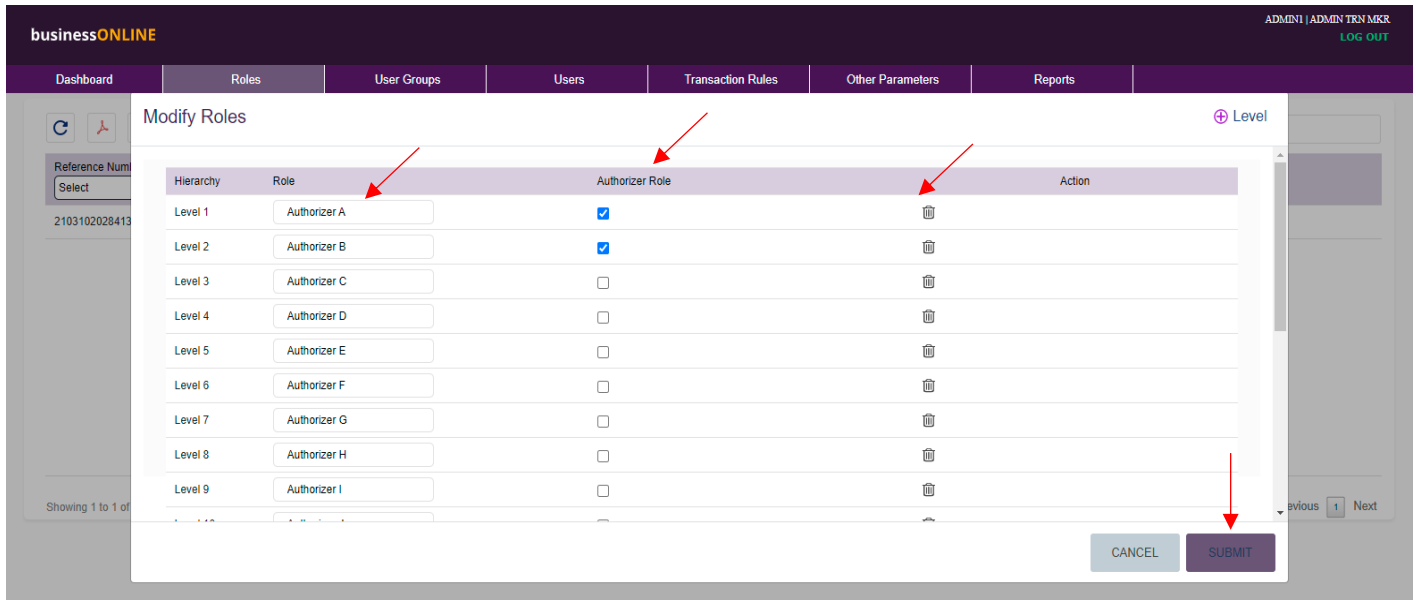 ADMIN1 | ADMIN TRN MKR
businessONLINE
LOG OUT
Dashboard Roles User Groups Users Transaction Rules Other Parameters Reports
Modify Roles
Level
Reference Num
Select
Hierarchy Role Authorizer Role Action
Level 1 Authorizer A
2103102028413
Level 2 Authorizer B
Level 3 Authorizer C
Level 4 Authorizer D
Level 5 Authorizer E
Level 6 Authorizer F
Level 7 Authorizer G
Level 8 Authorizer H
Level 9 Authorizer I
Showing 1 to 1 of
evious 1 Next
CANCEL SUBMIT